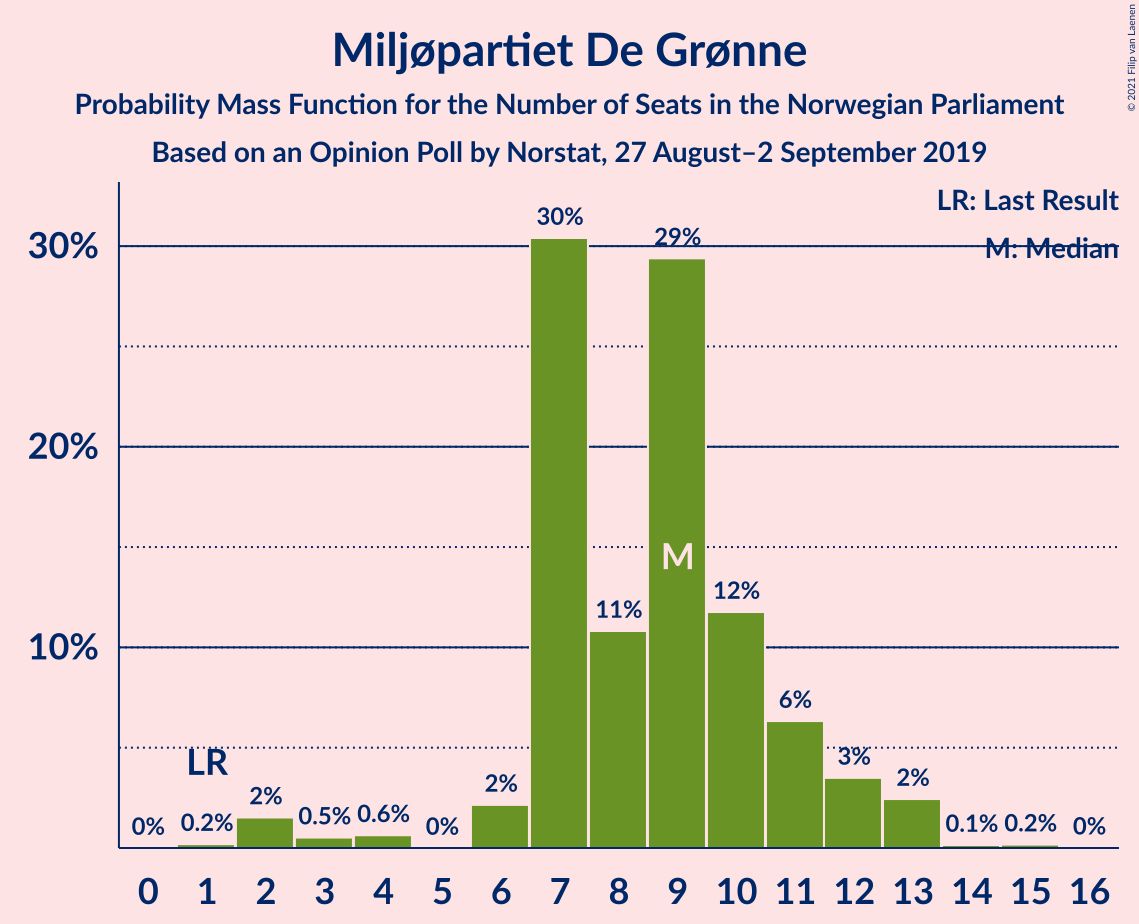 Miljøpartiet De Grønne
Probability Mass Function for the Number of Seats in the Norwegian Parliament
Based on an Opinion Poll by Norstat, 27 August–2 September 2019
© 2021 Filip van Laenen
LR: Last Result
M: Median
30%
20%
10%
0%
0.2%
LR
2%
0.5%
0.6%
0%
2%
30%
11%
29%
M
12%
6%
3%
2%
0.1%
0.2%
0%
0 1 2 3 4 5 6 7 8 9 10 11 12 13 14 15 16